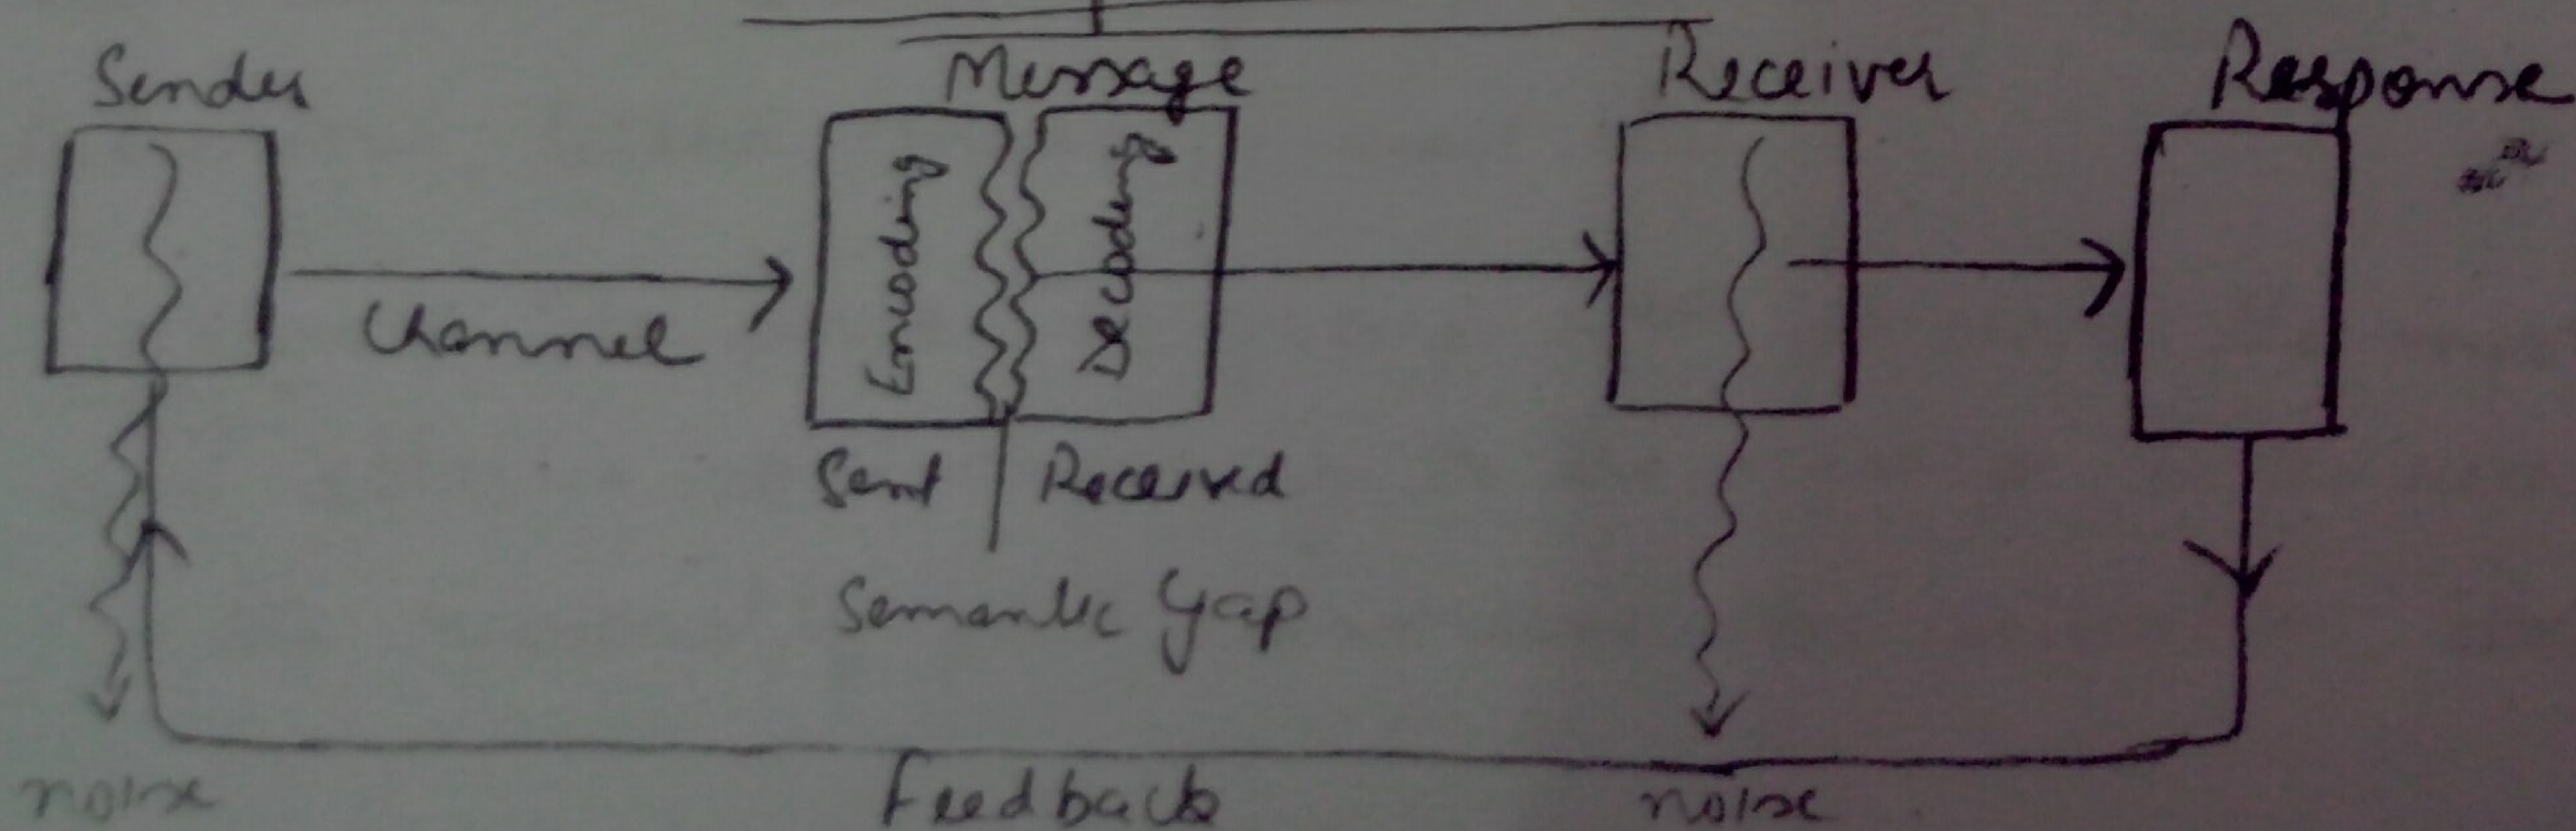 Sender
Message
Receiver
Response
Encoding
Decoding
Channel
Sent
Received
Semantic Gap
noise
Feedback
noise